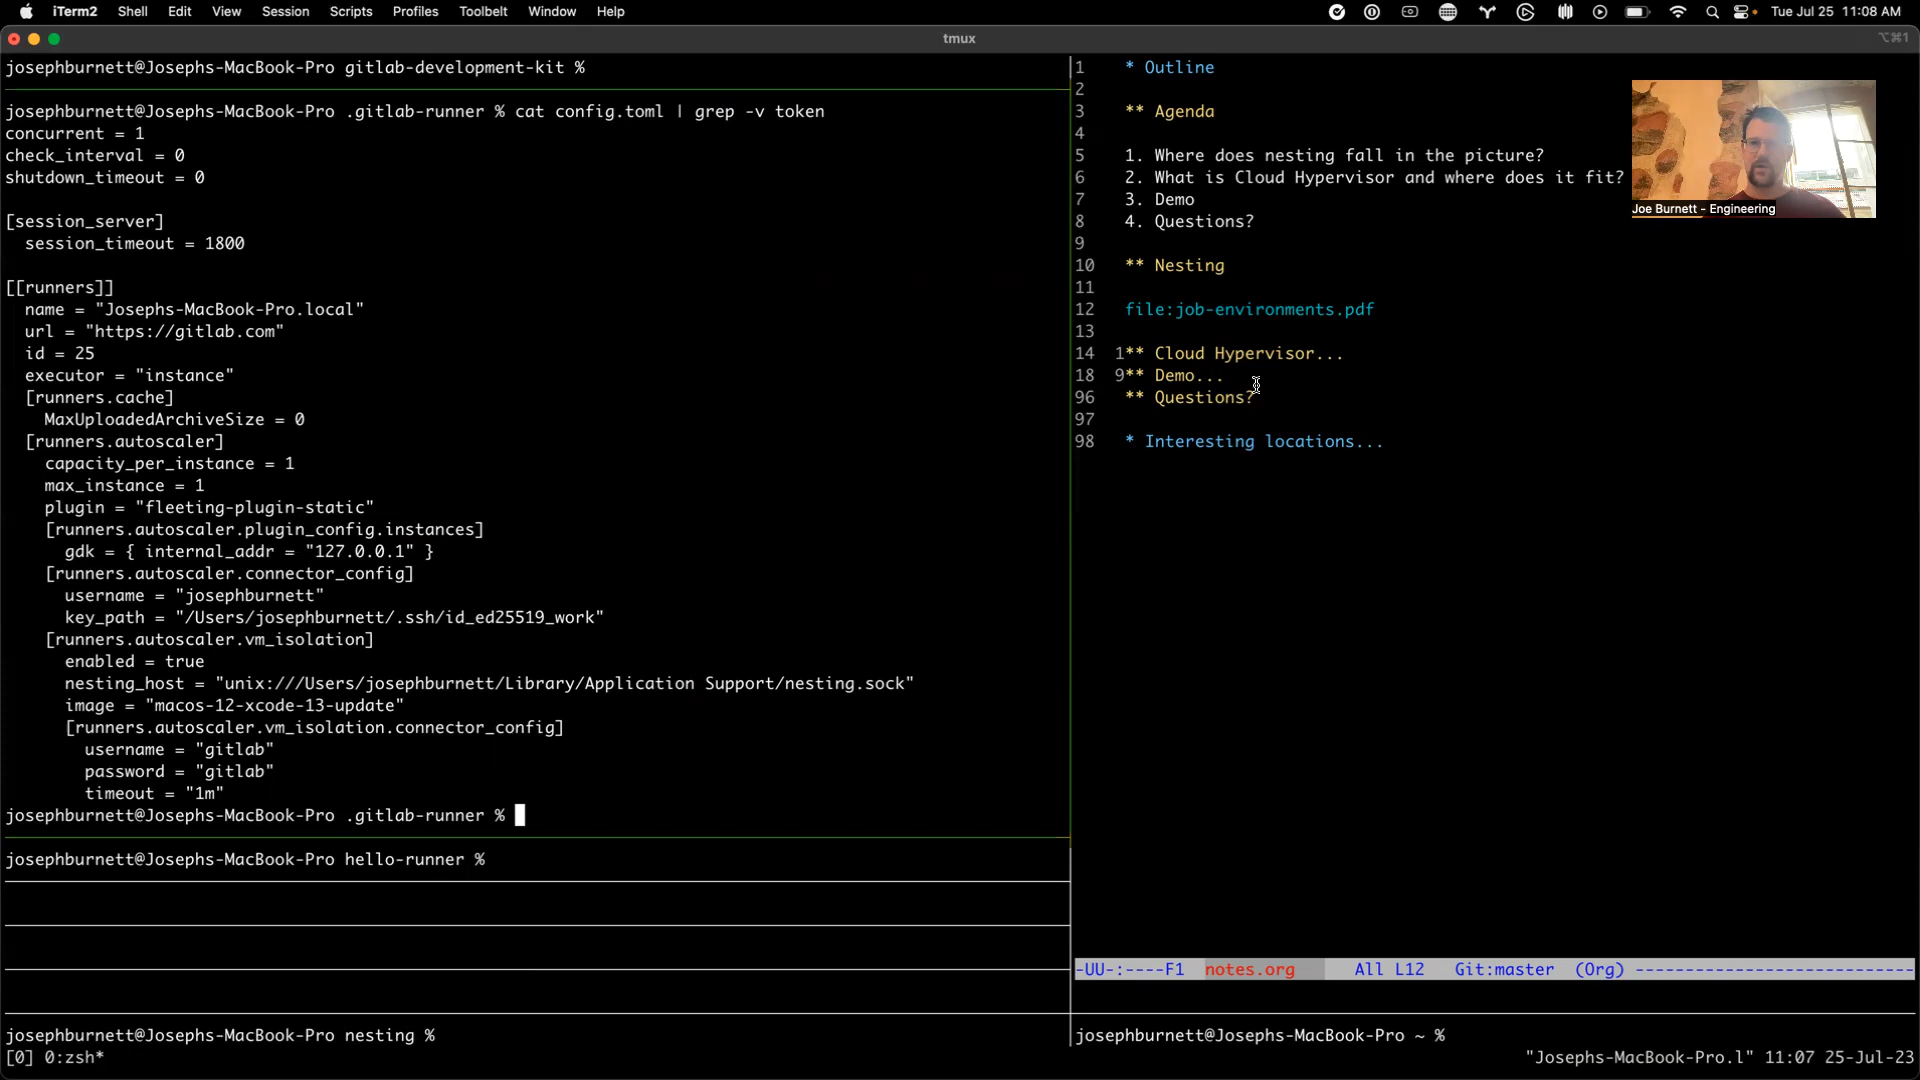 iTerm2 Shell Edit View Session Scripts Profiles Toolbelt Window Help Tue Jul 25 11:08 AM
tmux
⌥⌘1
josephburnett@Josephs-MacBook-Pro gitlab-development-kit %
josephburnett@Josephs-MacBook-Pro .gitlab-runner % cat config.toml | grep -v token
concurrent = 1
check_interval = 0
shutdown_timeout = 0
[session_server]
session_timeout = 1800
[[runners]]
name = "Josephs-MacBook-Pro.local"
url = "https://gitlab.com"
id = 25
executor = "instance"
[runners.cache]
MaxUploadedArchiveSize = 0
[runners.autoscaler]
capacity_per_instance = 1
max_instance = 1
plugin = "fleeting-plugin-static"
[runners.autoscaler.plugin_config.instances]
gdk = { internal_addr = "127.0.0.1" }
[runners.autoscaler.connector_config]
username = "josephburnett"
key_path = "/Users/josephburnett/.ssh/id_ed25519_work"
[runners.autoscaler.vm_isolation]
enabled = true
nesting_host = "unix:///Users/josephburnett/Library/Application Support/nesting.sock"
image = "macos-12-xcode-13-update"
[runners.autoscaler.vm_isolation.connector_config]
username = "gitlab"
password = "gitlab"
timeout = "1m"
josephburnett@Josephs-MacBook-Pro .gitlab-runner %
josephburnett@Josephs-MacBook-Pro hello-runner %
josephburnett@Josephs-MacBook-Pro nesting %
[0] 0:zsh*
1 * Outline
2
3 ** Agenda
4
5 1. Where does nesting fall in the picture?
6 2. What is Cloud Hypervisor and where does it fit?
7 3. Demo
8 4. Questions?
9
10 ** Nesting
11
12 file:job-environments.pdf
13
14 1** Cloud Hypervisor...
18 9** Demo...
96 ** Questions?
97
98 * Interesting locations...
Joe Burnett - Engineering
-UU-:----F1 notes.org All L12 Git:master (Org) ----------------------------
josephburnett@Josephs-MacBook-Pro ~ %
"Josephs-MacBook-Pro.l" 11:07 25-Jul-23